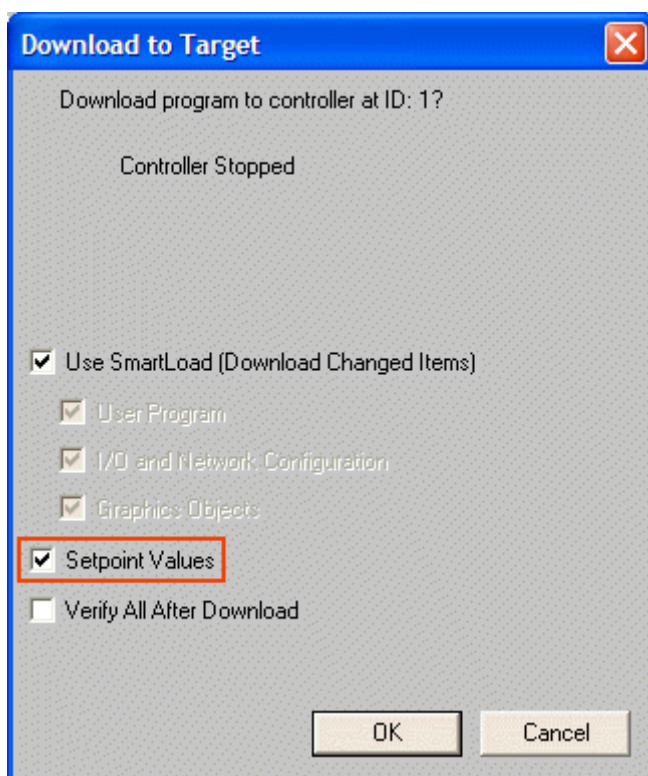 Download to Target
Download program to controller at ID: 1?
Controller Stopped
Use SmartLoad (Download Changed Items)
User Program
I/O and Network Configuration
Graphics Objects
Setpoint Values
Verify All After Download
OK Cancel